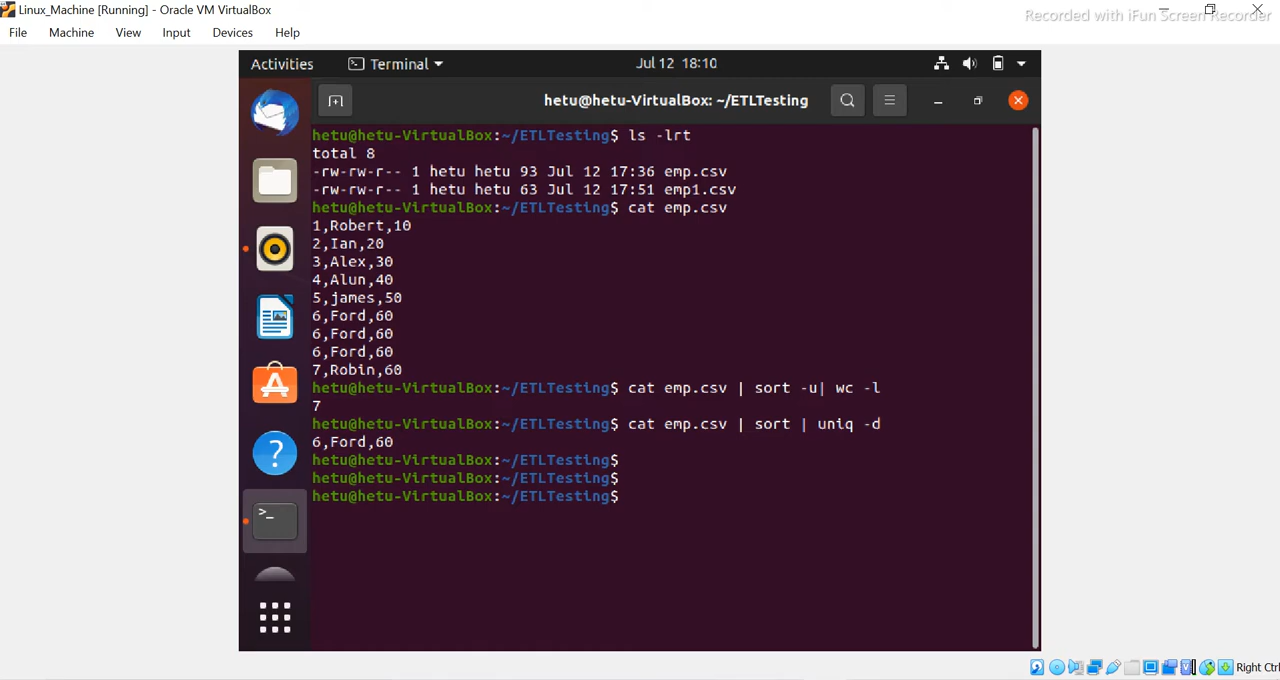 Linux_Machine [Running] - Oracle VM VirtualBox
Recorded with iFun Screen Recorder
File Machine View Input Devices Help
Activities Terminal Jul 12 18:10
hetu@hetu-VirtualBox: ~/ETLTesting
hetu@hetu-VirtualBox:~/ETLTesting$ ls -lrt
total 8
-rw-rw-r-- 1 hetu hetu 93 Jul 12 17:36 emp.csv
-rw-rw-r-- 1 hetu hetu 63 Jul 12 17:51 emp1.csv
hetu@hetu-VirtualBox:~/ETLTesting$ cat emp.csv
1,Robert,10
2,Ian,20
3,Alex,30
4,Alun,40
5,james,50
6,Ford,60
6,Ford,60
6,Ford,60
7,Robin,60
hetu@hetu-VirtualBox:~/ETLTesting$ cat emp.csv | sort -u| wc -l
7
hetu@hetu-VirtualBox:~/ETLTesting$ cat emp.csv | sort | uniq -d
6,Ford,60
hetu@hetu-VirtualBox:~/ETLTesting$
hetu@hetu-VirtualBox:~/ETLTesting$
hetu@hetu-VirtualBox:~/ETLTesting$
Right Ctrl